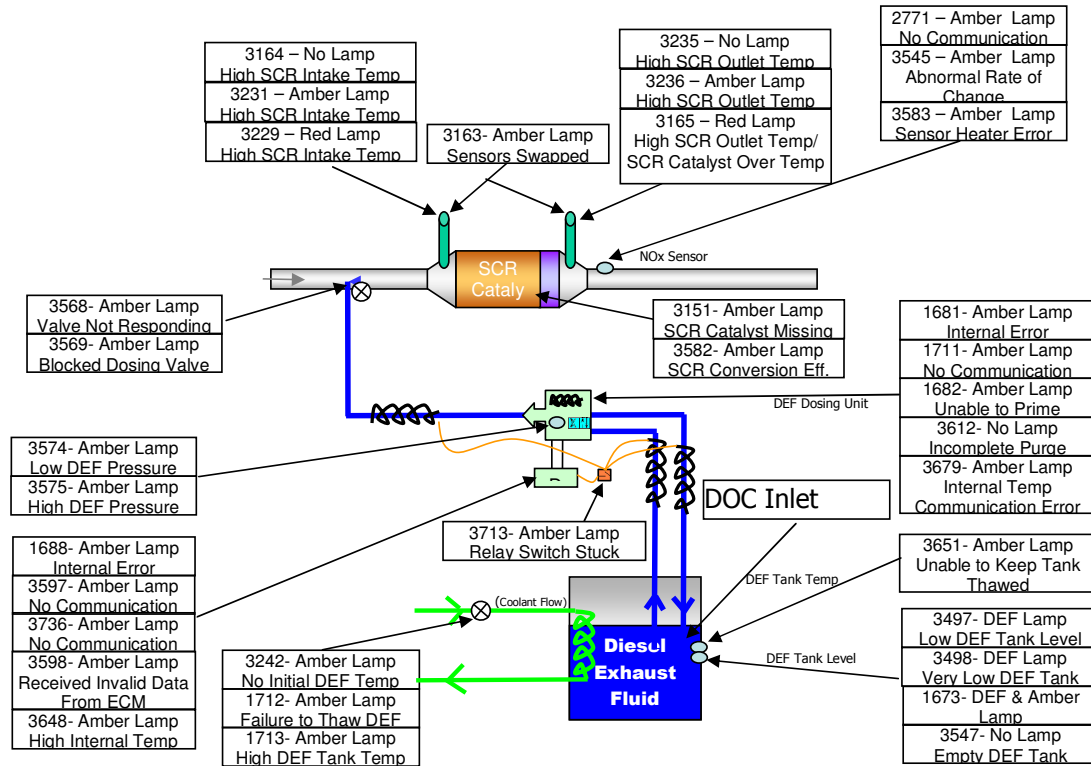 3164 – No Lamp
High SCR Intake Temp
3231 – Amber Lamp
High SCR Intake Temp
3229 – Red Lamp
High SCR Intake Temp
3163- Amber Lamp
Sensors Swapped
3235 – No Lamp
High SCR Outlet Temp
3236 – Amber Lamp
High SCR Outlet Temp
3165 – Red Lamp
High SCR Outlet Temp/
SCR Catalyst Over Temp
2771 – Amber Lamp
No Communication
3545 – Amber Lamp
Abnormal Rate of
Change
3583 – Amber Lamp
Sensor Heater Error
NOx Sensor
SCR
Cataly
3568- Amber Lamp
Valve Not Responding
3569- Amber Lamp
Blocked Dosing Valve
3151- Amber Lamp
SCR Catalyst Missing
3582- Amber Lamp
SCR Conversion Eff.
1681- Amber Lamp
Internal Error
1711- Amber Lamp
No Communication
1682- Amber Lamp
Unable to Prime
3612- No Lamp
Incomplete Purge
3679- Amber Lamp
Internal Temp
Communication Error
DEF Dosing Unit
3574- Amber Lamp
Low DEF Pressure
3575- Amber Lamp
High DEF Pressure
3713- Amber Lamp
Relay Switch Stuck
DOC Inlet
1688- Amber Lamp
Internal Error
3597- Amber Lamp
No Communication
3736- Amber Lamp
No Communication
3598- Amber Lamp
Received Invalid Data
From ECM
3648- Amber Lamp
High Internal Temp
(Coolant Flow)
3242- Amber Lamp
No Initial DEF Temp
1712- Amber Lamp
Failure to Thaw DEF
1713- Amber Lamp
High DEF Tank Temp
Diesel
Exhaust
Fluid
DEF Tank Temp
DEF Tank Level
3651- Amber Lamp
Unable to Keep Tank
Thawed
3497- DEF Lamp
Low DEF Tank Level
3498- DEF Lamp
Very Low DEF Tank
1673- DEF & Amber
Lamp
3547- No Lamp
Empty DEF Tank